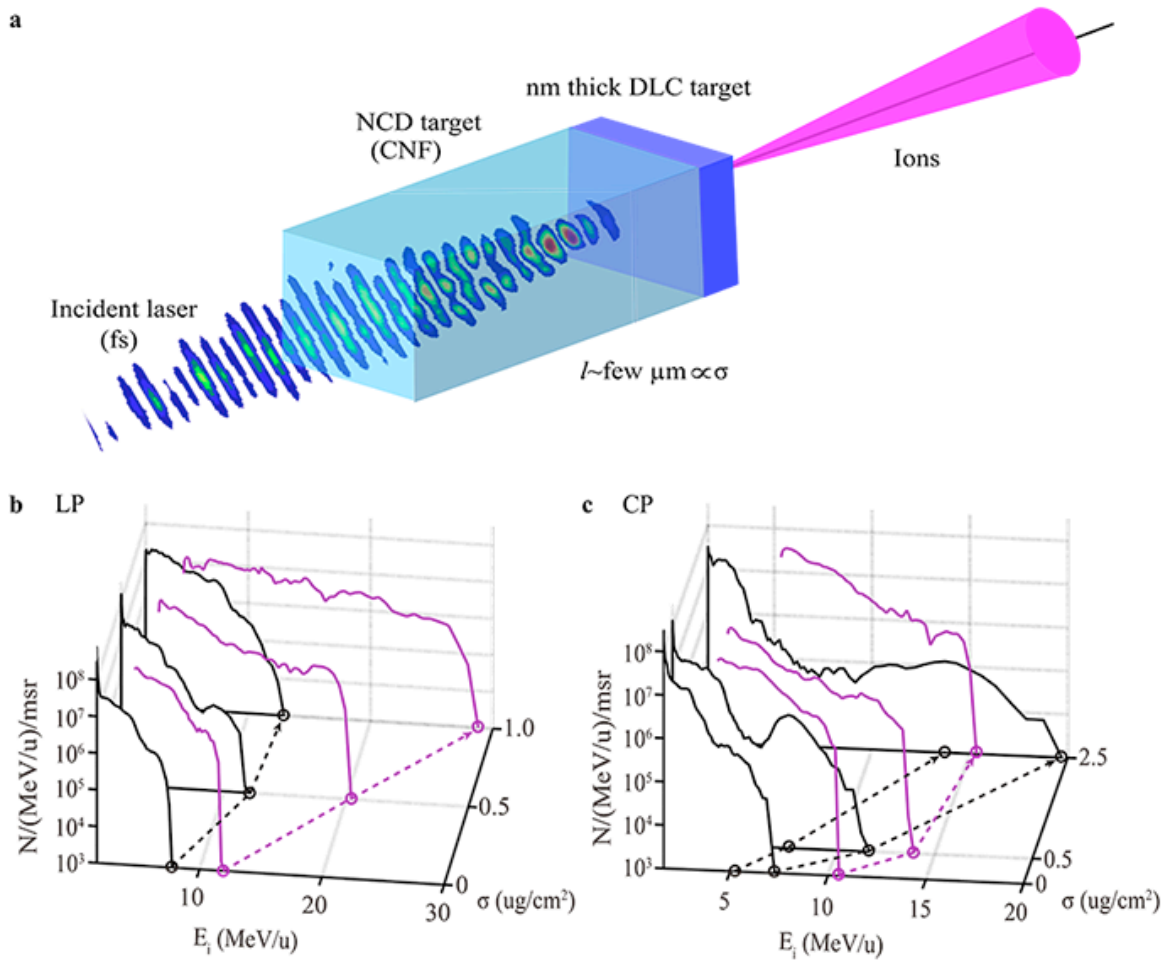 a
nm thick DLC target
NCD target
(CNF)
Ions
Incident laser
(fs)
l~few μm∝σ
b LP
N/(MeV/u)/msr
10⁸
10⁷
10⁶
10⁵
10⁴
10³
10
20
30
E_i (MeV/u)
1.0
0.5
0
σ (ug/cm²)
c CP
N/(MeV/u)/msr
10⁸
10⁷
10⁶
10⁵
10⁴
10³
5
10
15
20
E_i (MeV/u)
2.5
0.5
0
σ (ug/cm²)